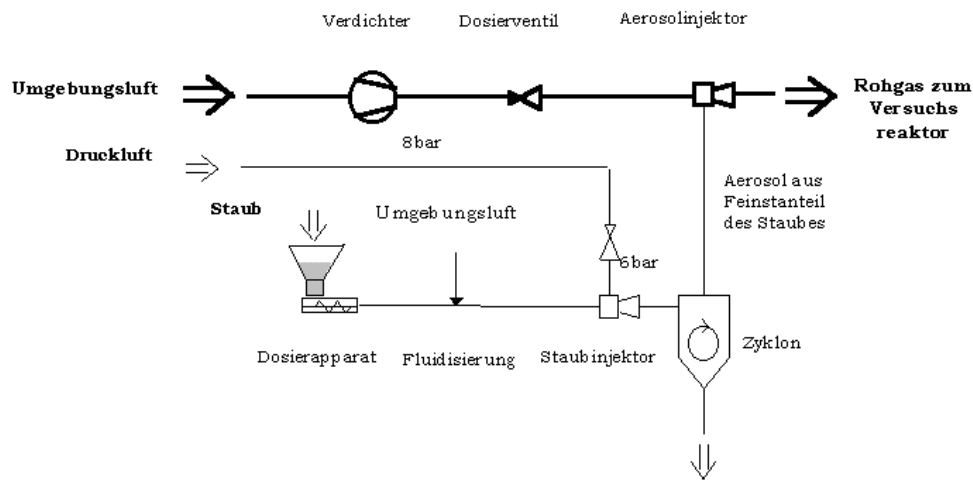 Verdichter
Dosierventil
Aerosolinjektor
Umgebungsluft
Rohgas zum
Versuchs
reaktor
8bar
Druckluft
Aerosol aus
Feinstanteil
des Staubes
Staub
Umgebungsluft
6bar
Dosierapparat
Fluidisierung
Staubinjektor
Zyklon